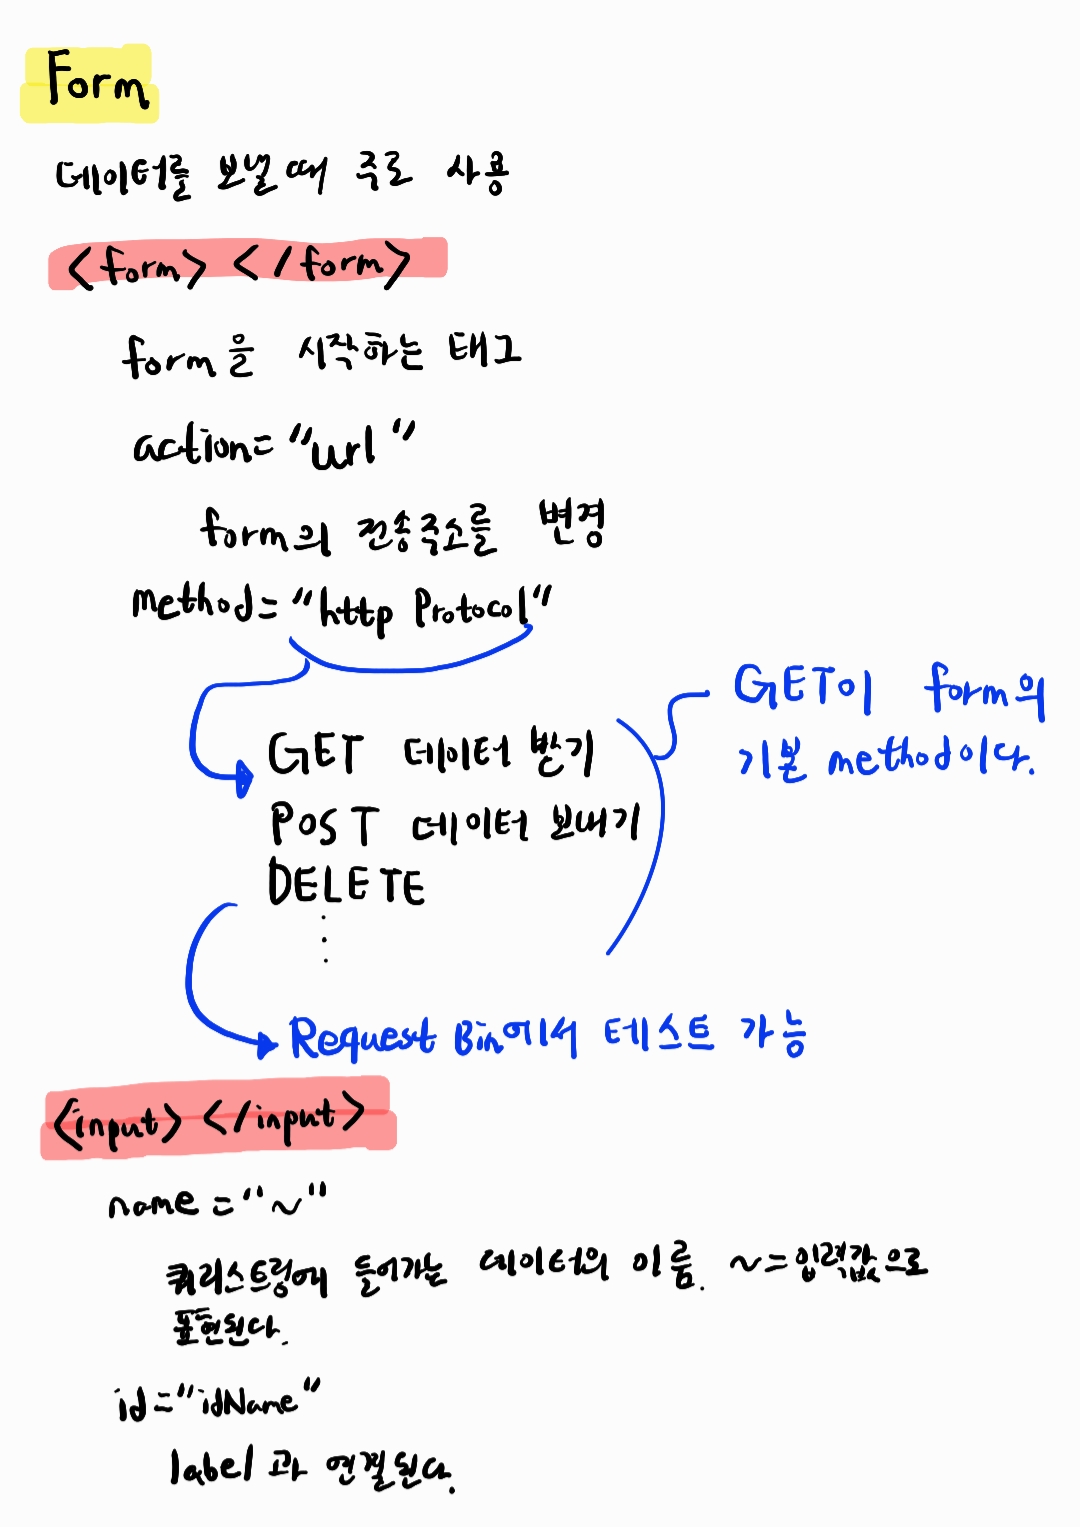 Form
데이터를 보낼 때 주로 사용
<form> </form>
form을 시작하는 태그
action="url"
form의 전송주소를 변경
method="http Protocol"
GET이 form의
기본 method이다.
GET 데이터 받기
POST 데이터 보내기
DELETE
⋮
Request Bin에서 테스트 가능
<input> </input>
name="~"
쿼리스트링에 들어가는 데이터의 이름. ~=입력값으로
표현된다.
id="idName"
label과 연결된다.